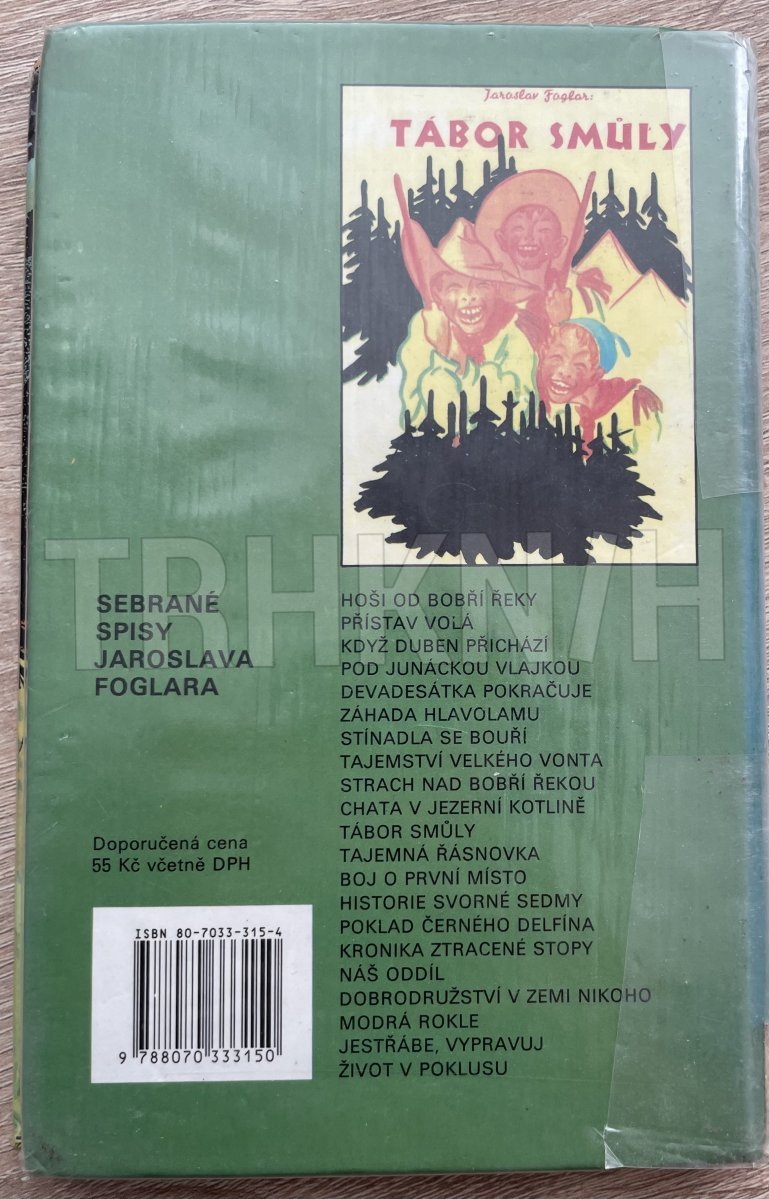 Jaroslav Foglar:
TÁBOR SMŮLY
TRHKNIH
SEBRANÉ
SPISY
JAROSLAVA
FOGLARA
HOŠI OD BOBŘÍ ŘEKY
PŘÍSTAV VOLÁ
KDYŽ DUBEN PŘICHÁZÍ
POD JUNÁCKOU VLAJKOU
DEVADESÁTKA POKRAČUJE
ZÁHADA HLAVOLAMU
STÍNADLA SE BOUŘÍ
TAJEMSTVÍ VELKÉHO VONTA
STRACH NAD BOBŘÍ ŘEKOU
CHATA V JEZERNÍ KOTLINĚ
TÁBOR SMŮLY
TAJEMNÁ ŘÁSNOVKA
BOJ O PRVNÍ MÍSTO
HISTORIE SVORNÉ SEDMY
POKLAD ČERNÉHO DELFÍNA
KRONIKA ZTRACENÉ STOPY
NÁŠ ODDÍL
DOBRODRUŽSTVÍ V ZEMI NIKOHO
MODRÁ ROKLE
JESTŘÁBE, VYPRAVUJ
ŽIVOT V POKLUSU
Doporučená cena
55 Kč včetně DPH
ISBN 80-7033-315-4
9 788070 333150